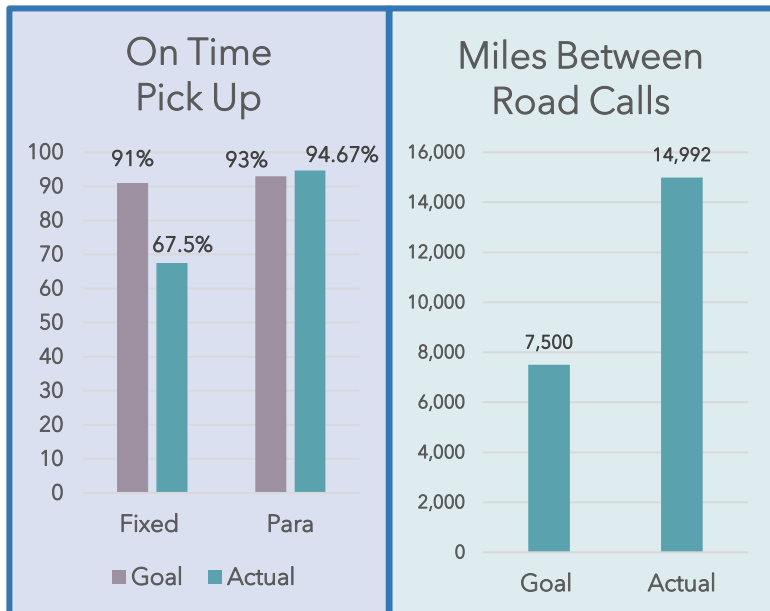 On Time
Pick Up
100
90
80
70
60
50
40
30
20
10
0
91%
67.5%
93%
94.67%
Fixed
Para
Goal
Actual
Miles Between
Road Calls
16,000
14,000
12,000
10,000
8,000
6,000
4,000
2,000
0
7,500
14,992
Goal
Actual